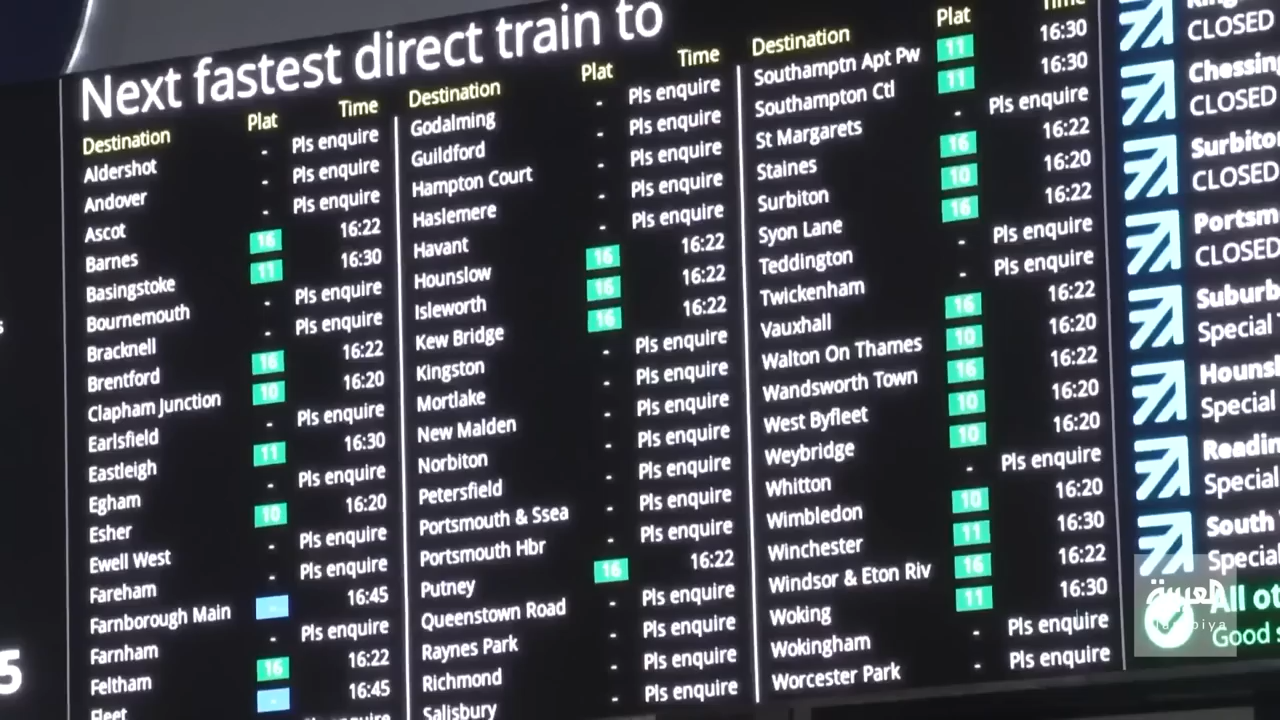 Next fastest direct train to
Destination Plat Time
Aldershot - Pls enquire
Andover - Pls enquire
Ascot - Pls enquire
Barnes 16 16:22
Basingstoke 11 16:30
Bournemouth - Pls enquire
Bracknell - Pls enquire
Brentford 16 16:22
Clapham Junction 10 16:20
Earlsfield - Pls enquire
Eastleigh 11 16:30
Egham - Pls enquire
Esher 10 16:20
Ewell West - Pls enquire
Fareham - Pls enquire
Farnborough Main - 16:45
Farnham - Pls enquire
Feltham 16 16:22
Fleet - 16:45
Destination Plat Time
Godalming - Pls enquire
Guildford - Pls enquire
Hampton Court - Pls enquire
Haslemere - Pls enquire
Havant - Pls enquire
Hounslow 16 16:22
Isleworth 16 16:22
Kew Bridge 16 16:22
Kingston - Pls enquire
Mortlake - Pls enquire
New Malden - Pls enquire
Norbiton - Pls enquire
Petersfield - Pls enquire
Portsmouth & Ssea - Pls enquire
Portsmouth Hbr - Pls enquire
Putney 16 16:22
Queenstown Road - Pls enquire
Raynes Park - Pls enquire
Richmond - Pls enquire
Salisbury - Pls enquire
Destination Plat Time
Southamptn Apt Pw 11 16:30
Southampton Ctl 11 16:30
St Margarets - Pls enquire
Staines 16 16:22
Surbiton 10 16:20
Syon Lane 16 16:22
Teddington - Pls enquire
Twickenham - Pls enquire
Vauxhall 16 16:22
Walton On Thames 10 16:20
Wandsworth Town 16 16:22
West Byfleet 10 16:20
Weybridge 10 16:20
Whitton - Pls enquire
Wimbledon 10 16:20
Winchester 11 16:30
Windsor & Eton Riv 16 16:22
Woking 11 16:30
Wokingham - Pls enquire
Worcester Park - Pls enquire
CLOSED
Chessing
CLOSED
Surbito
CLOSED
Portsm
CLOSED
Suburb
Special
Hounsl
Special
Readin
Special
South
Special
All ot
Good s
العربية
5